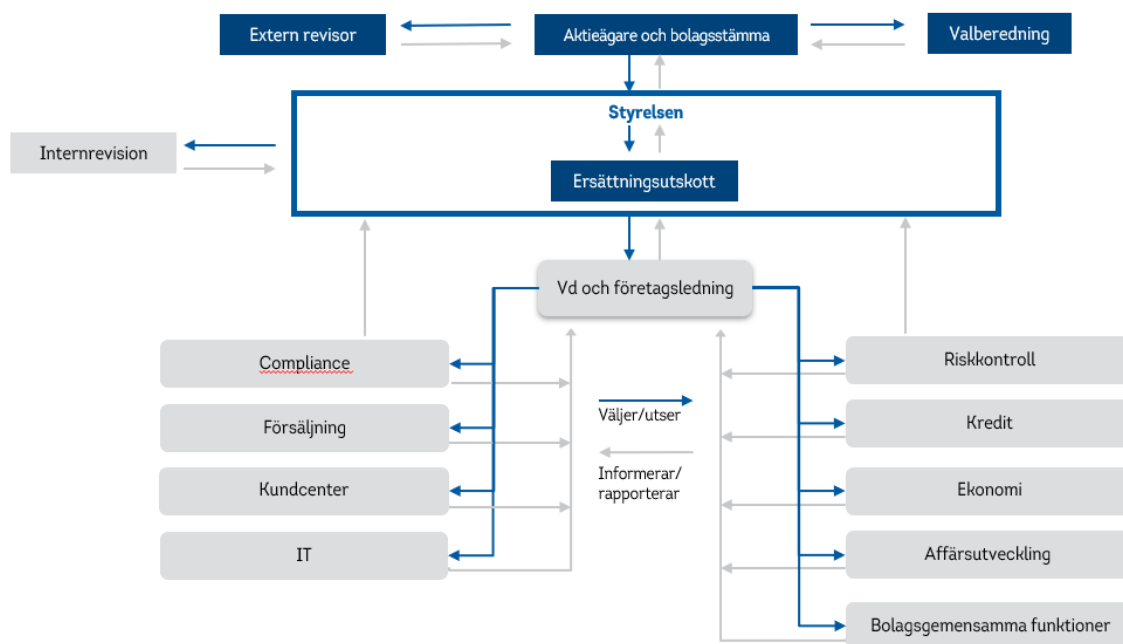 Extern revisor
Aktieägare och bolagsstämma
Valberedning
Styrelsen
Internrevision
Ersättningsutskott
Vd och företagsledning
Compliance
Riskkontroll
Väljer/utser
Försäljning
Kredit
Informerar/
rapporterar
Kundcenter
Ekonomi
IT
Affärsutveckling
Bolagsgemensamma funktioner